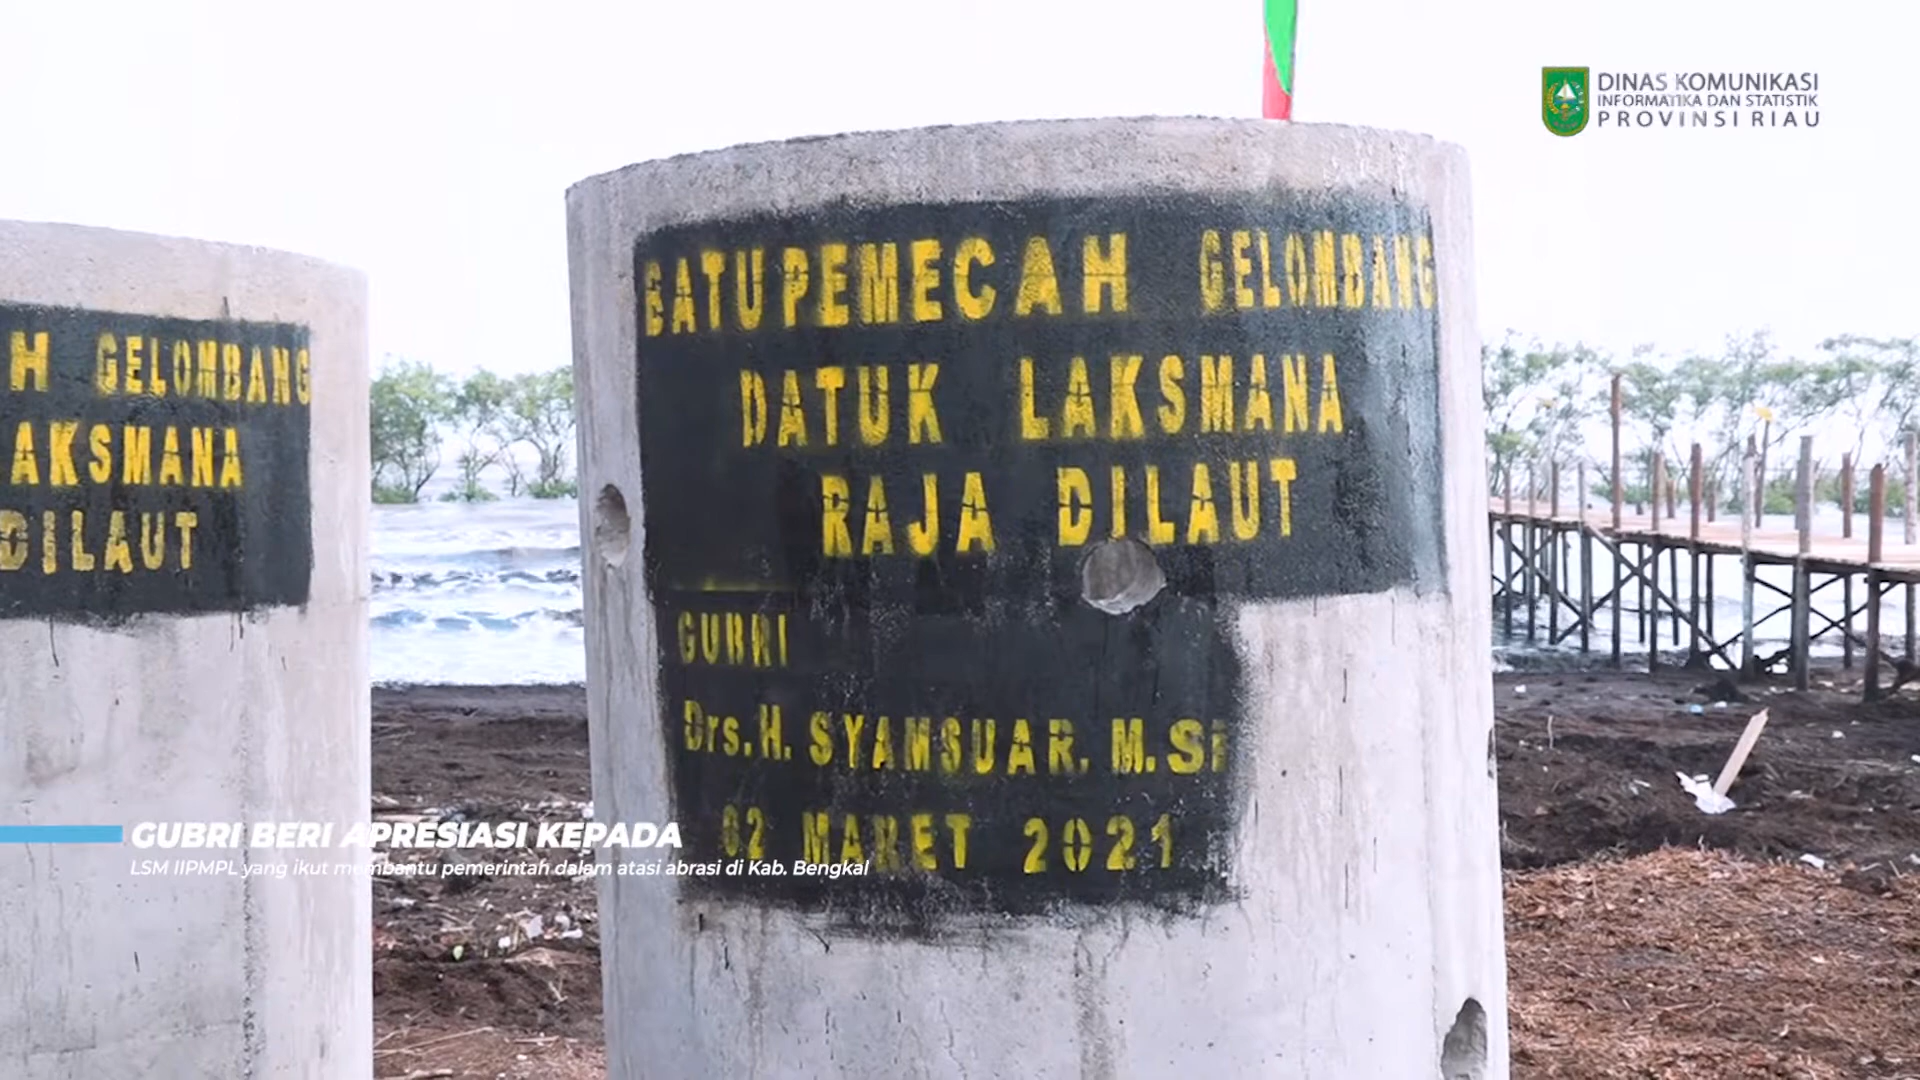 DINAS KOMUNIKASI
INFORMATIKA DAN STATISTIK
PROVINSI RIAU
BATU PEMECAH GELOMBANG
DATUK LAKSMANA
RAJA DILAUT
GUBRI
Drs. H. SYAMSUAR. M.Si
02 MARET 2021
H GELOMBANG
AKSMANA
DILAUT
GUBRI BERI APRESIASI KEPADA
LSM IIPMPL yang ikut membantu pemerintah dalam atasi abrasi di Kab. Bengkal